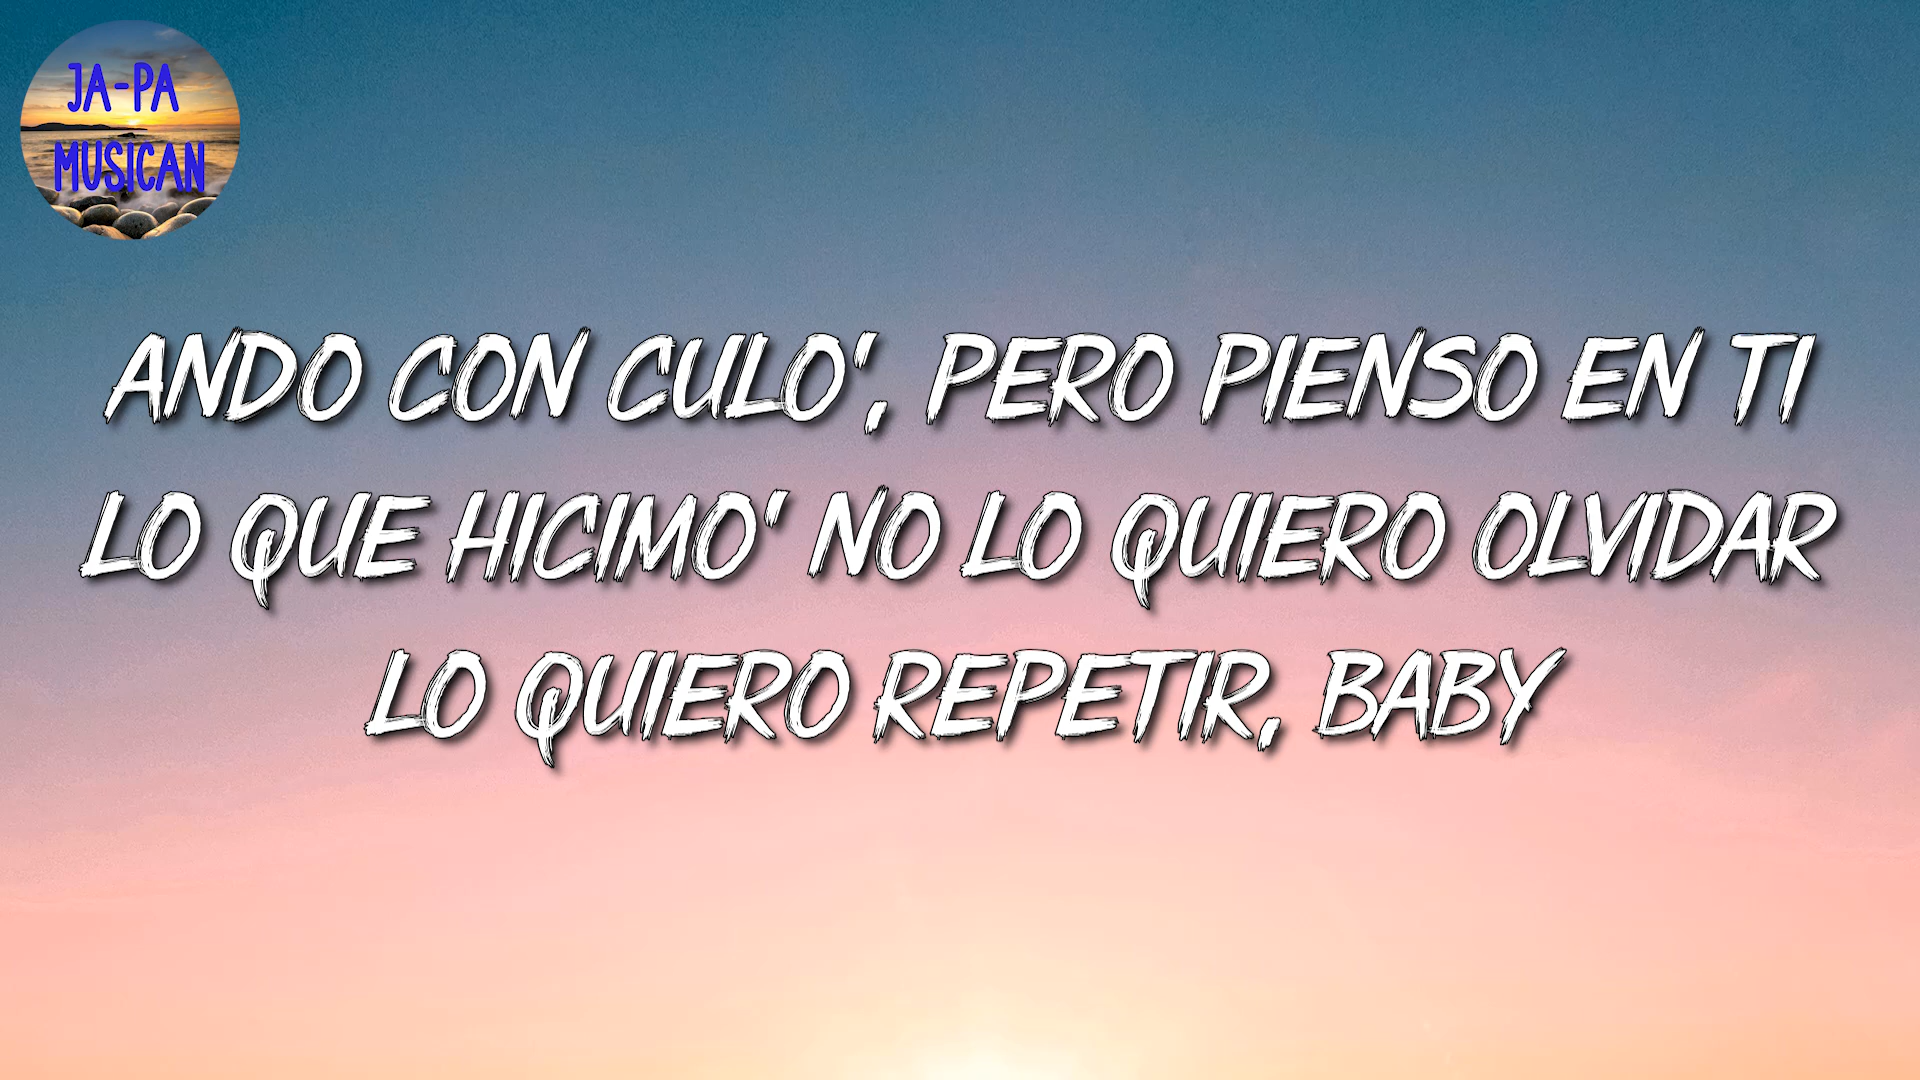 JA-PA
MUSICAN
ANDO CON CULO', PERO PIENSO EN TI
LO QUE HICIMO' NO LO QUIERO OLVIDAR
LO QUIERO REPETIR, BABY